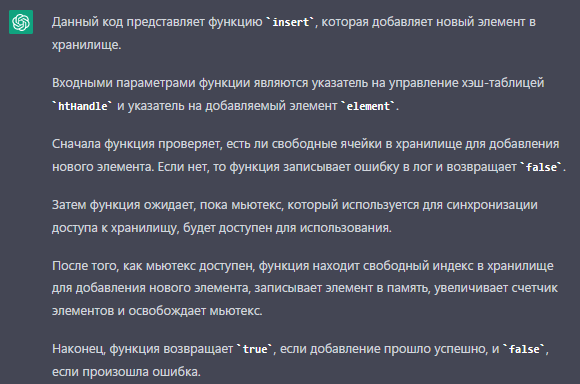 Данный код представляет функцию `insert`, которая добавляет новый элемент в
хранилище.
Входными параметрами функции являются указатель на управление хэш-таблицей
`htHandle` и указатель на добавляемый элемент `element`.
Сначала функция проверяет, есть ли свободные ячейки в хранилище для добавления
нового элемента. Если нет, то функция записывает ошибку в лог и возвращает `false`.
Затем функция ожидает, пока мьютекс, который используется для синхронизации
доступа к хранилищу, будет доступен для использования.
После того, как мьютекс доступен, функция находит свободный индекс в хранилище
для добавления нового элемента, записывает элемент в память, увеличивает счетчик
элементов и освобождает мьютекс.
Наконец, функция возвращает `true`, если добавление прошло успешно, и `false`,
если произошла ошибка.